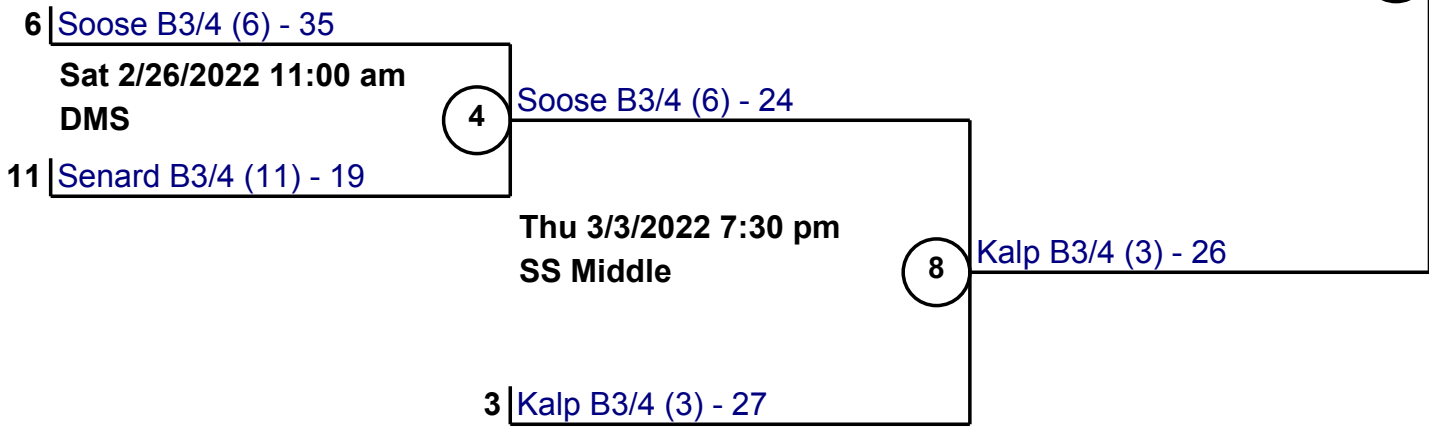 6 Soose B3/4 (6) - 35
Sat 2/26/2022 11:00 am
DMS
4
Soose B3/4 (6) - 24
11 Senard B3/4 (11) - 19
Thu 3/3/2022 7:30 pm
SS Middle
8
Kalp B3/4 (3) - 26
3 Kalp B3/4 (3) - 27